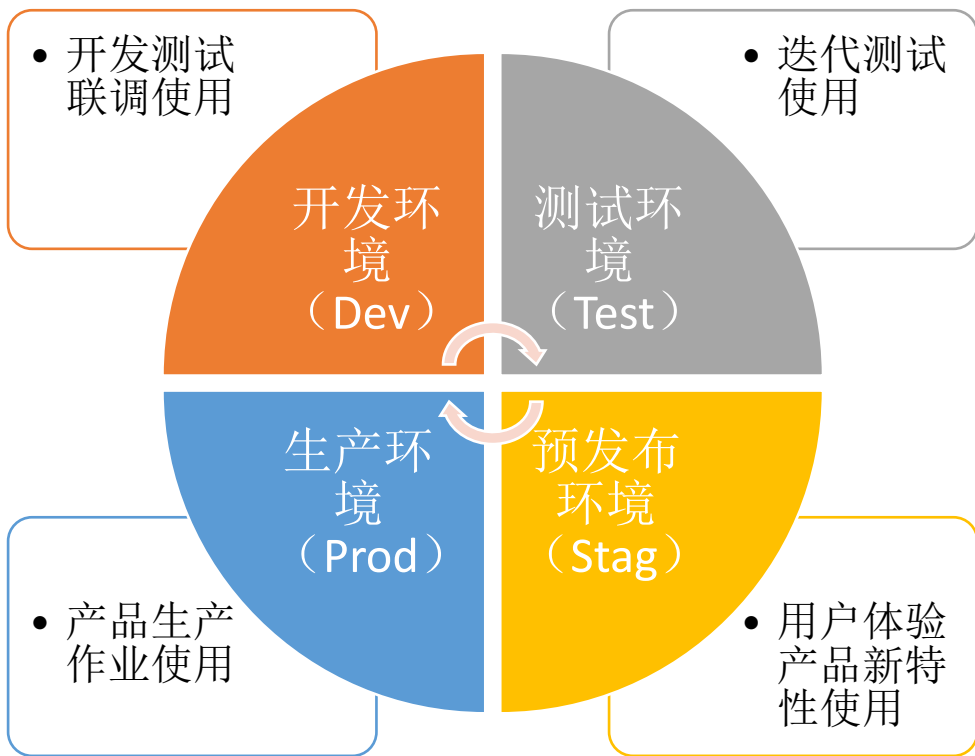 • 开发测试
联调使用
• 迭代测试
使用
开发环
境
（Dev）
测试环
境
（Test）
生产环
境
（Prod）
预发布
环境
（Stag）
• 产品生产
作业使用
• 用户体验
产品新特
性使用